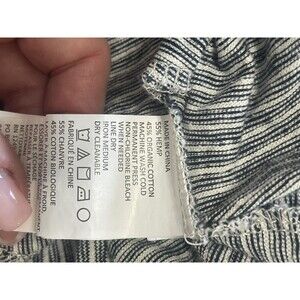 MADE IN CHINA
55% HEMP
45% ORGANIC COTTON
MACHINE WASH COLD
PERMANENT PRESS
NON-CHLORINE BLEACH
WHEN NEEDED
LINE DRY
IRON MEDIUM
DRY CLEANABLE
FABRIQUÉ EN CHINE
55% CHANVRE
45% COTON BIOLOGIQUE
À FROID,